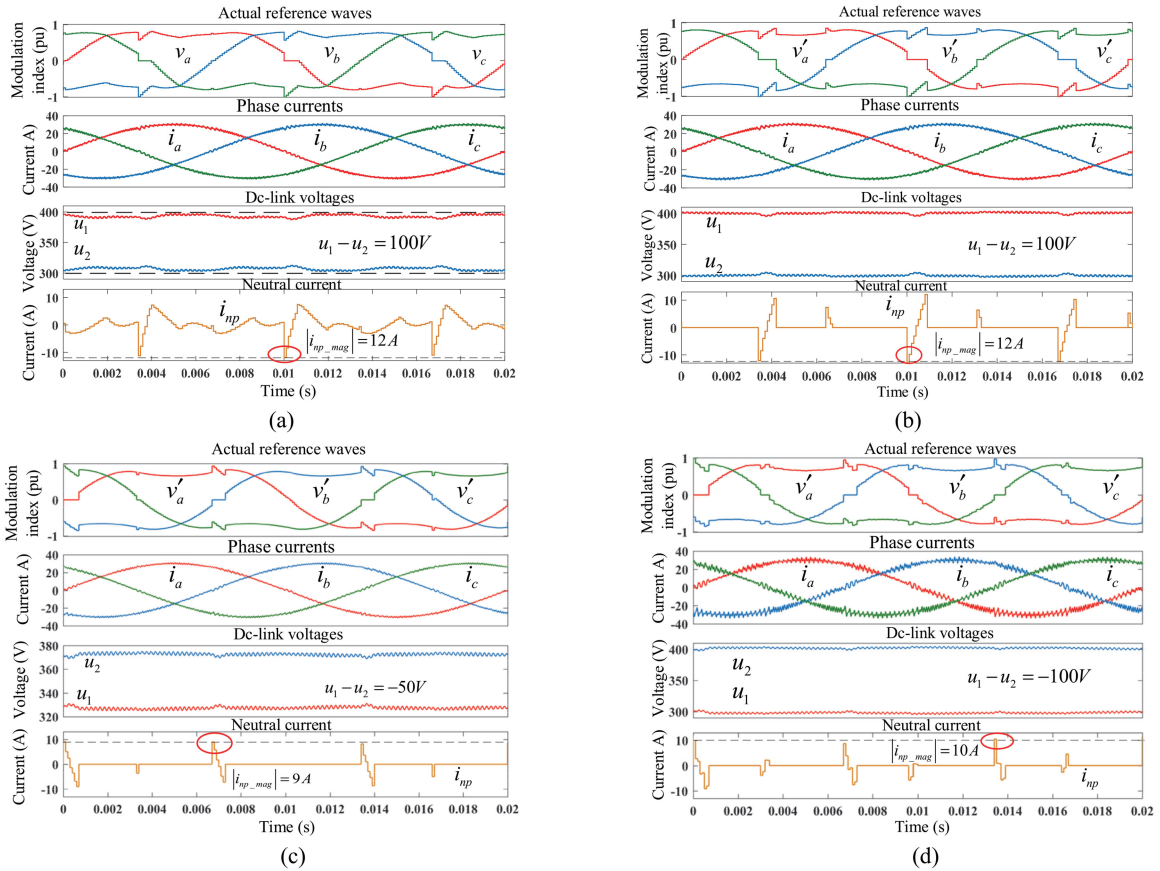 Actual reference waves
Modulation index (pu)
1
0
-1
v_a
v_b
v_c
Phase currents
Current A)
40
20
0
-20
-40
i_a
i_b
i_c
Dc-link voltages
Voltage (V)
400
350
300
u_1
u_2
u_1 − u_2 = 100V
Neutral current
Current (A)
10
0
-10
i_np
|i_np_mag| = 12A
0 0.002 0.004 0.006 0.008 0.01 0.012 0.014 0.016 0.018 0.02
Time (s)
(a)
Actual reference waves
Modulation index (pu)
1
0
-1
v′_a
v′_b
v′_c
Phase currents
Current A)
40
20
0
-20
-40
i_a
i_b
i_c
Dc-link voltages
Voltage (V)
400
350
300
u_1
u_2
u_1 − u_2 = 100V
Neutral current
Current (A)
10
0
-10
i_np
|i_np_mag| = 12A
0 0.002 0.004 0.006 0.008 0.01 0.012 0.014 0.016 0.018 0.02
Time (s)
(b)
Actual reference waves
Modulation index (pu)
1
0
-1
v′_a
v′_b
v′_c
Phase currents
Current A)
40
20
0
-20
-40
i_a
i_b
i_c
Dc-link voltages
Voltage (V)
380
360
340
320
u_2
u_1
u_1 − u_2 = −50V
Neutral current
Current (A)
10
0
-10
|i_np_mag| = 9A
i_np
0 0.002 0.004 0.006 0.008 0.01 0.012 0.014 0.016 0.018 0.02
Time (s)
(c)
Actual reference waves
Modulation index (pu)
1
0
-1
v′_a
v′_b
v′_c
Phase currents
Current A)
40
20
0
-20
-40
i_a
i_b
i_c
Dc-link voltages
Voltage (V)
400
350
300
u_2
u_1
u_1 − u_2 = −100V
Neutral current
Current A)
10
0
-10
|i_np_mag| = 10A
i_np
0 0.002 0.004 0.006 0.008 0.01 0.012 0.014 0.016 0.018 0.02
Time (s)
(d)